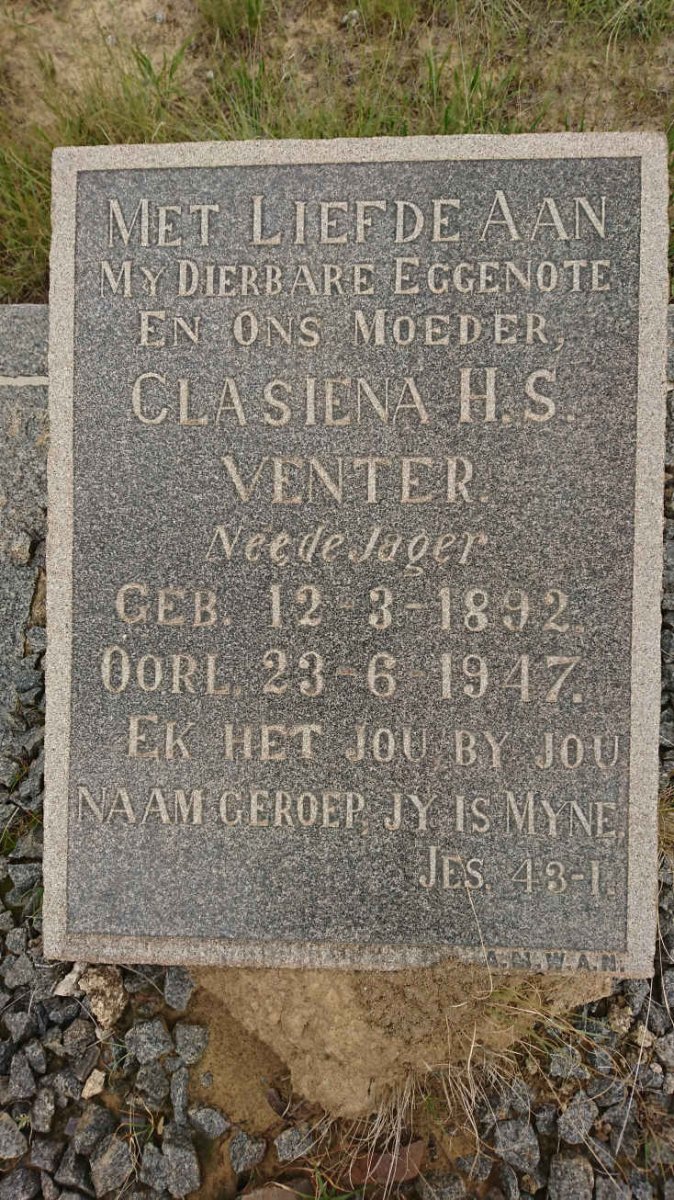 MET LIEFDE AAN
MY DIERBARE EGGENOTE
EN ONS MOEDER,
CLASIENA H.S.
VENTER.
Neé de Jager
GEB. 12-3-1892.
OORL. 23-6-1947.
EK HET JOU BY JOU
NAAM GEROEP, JY IS MYNE.
JES. 43-1.